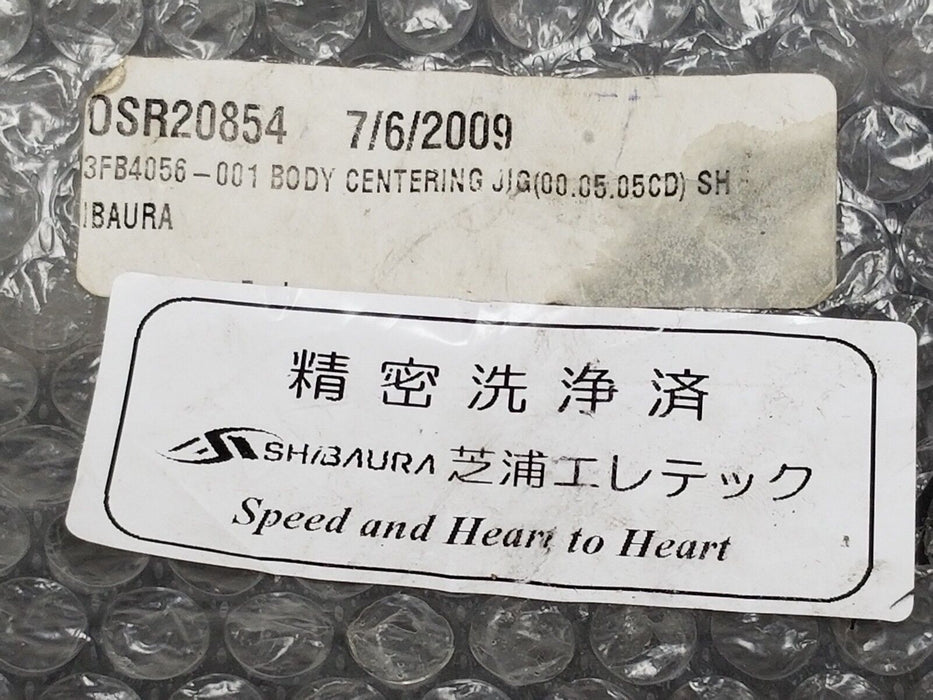 OSR20854 7/6/2009
3FB4056-001 BODY CENTERING JIG(00.05.05CD) SH
IBAURA
精密洗浄済
SHiBAURA 芝浦エレテック
Speed and Heart to Heart